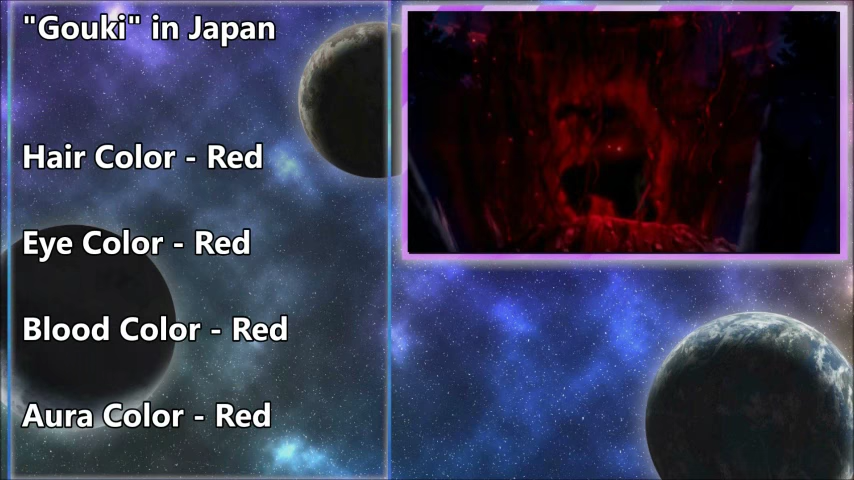 "Gouki" in Japan
Hair Color - Red
Eye Color - Red
Blood Color - Red
Aura Color - Red